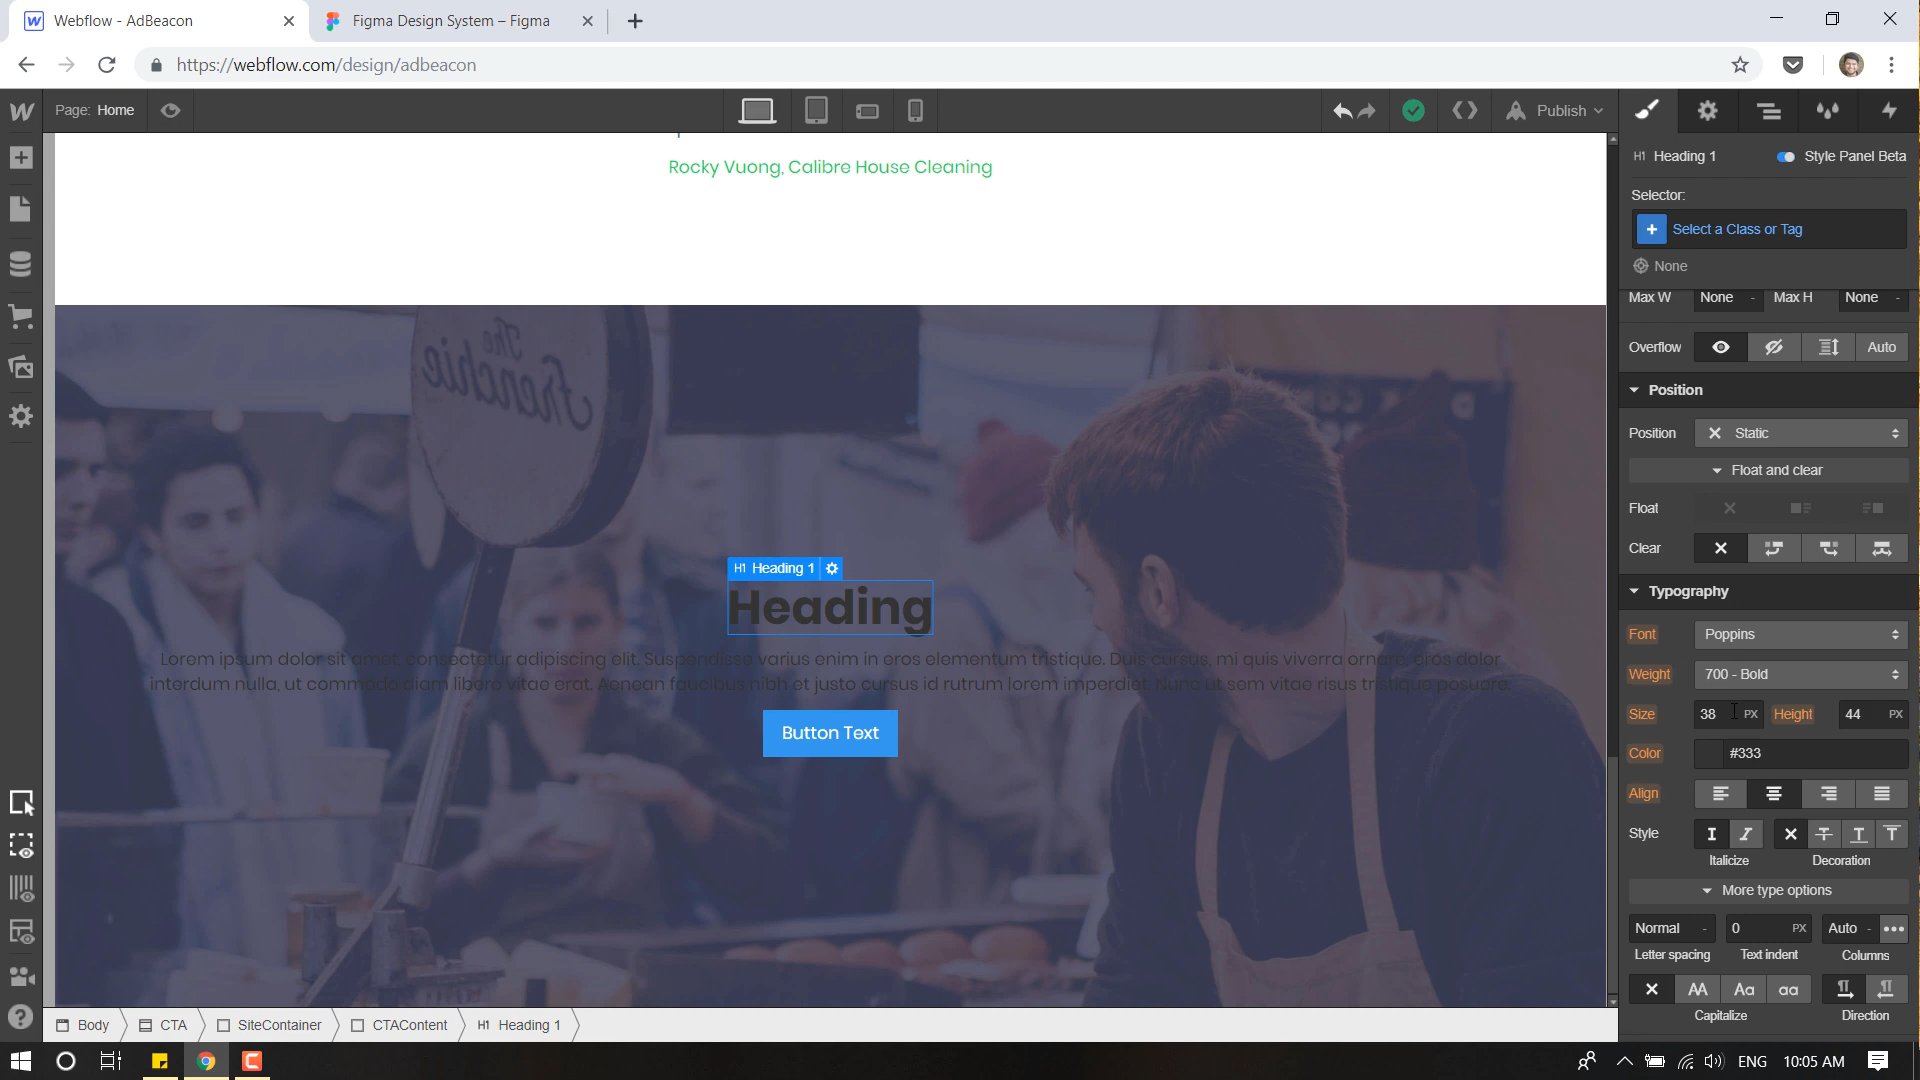 Webflow - AdBeacon
Figma Design System – Figma
https://webflow.com/design/adbeacon
Page: Home
Publish
H1 Heading 1
Style Panel Beta
Selector:
+ Select a Class or Tag
None
Max W None - Max H None -
Overflow Auto
Position
Position Static
Float and clear
Float
Clear
Typography
Font Poppins
Weight 700 - Bold
Size 38 PX Height 44 PX
Color #333
Align
Style
Italicize Decoration
More type options
Normal - 0 PX Auto -
Letter spacing Text indent Columns
AA Aa aa
Capitalize Direction
Rocky Vuong, Calibre House Cleaning
The
Frenchie
H1 Heading 1
Heading
Lorem ipsum dolor sit amet, consectetur adipiscing elit. Suspendisse varius enim in eros elementum tristique. Duis cursus, mi quis viverra ornare, eros dolor
interdum nulla, ut commodo diam libero vitae erat. Aenean faucibus nibh et justo cursus id rutrum lorem imperdiet. Nunc ut sem vitae risus tristique posuere.
Button Text
Body CTA SiteContainer CTAContent H1 Heading 1
ENG 10:05 AM